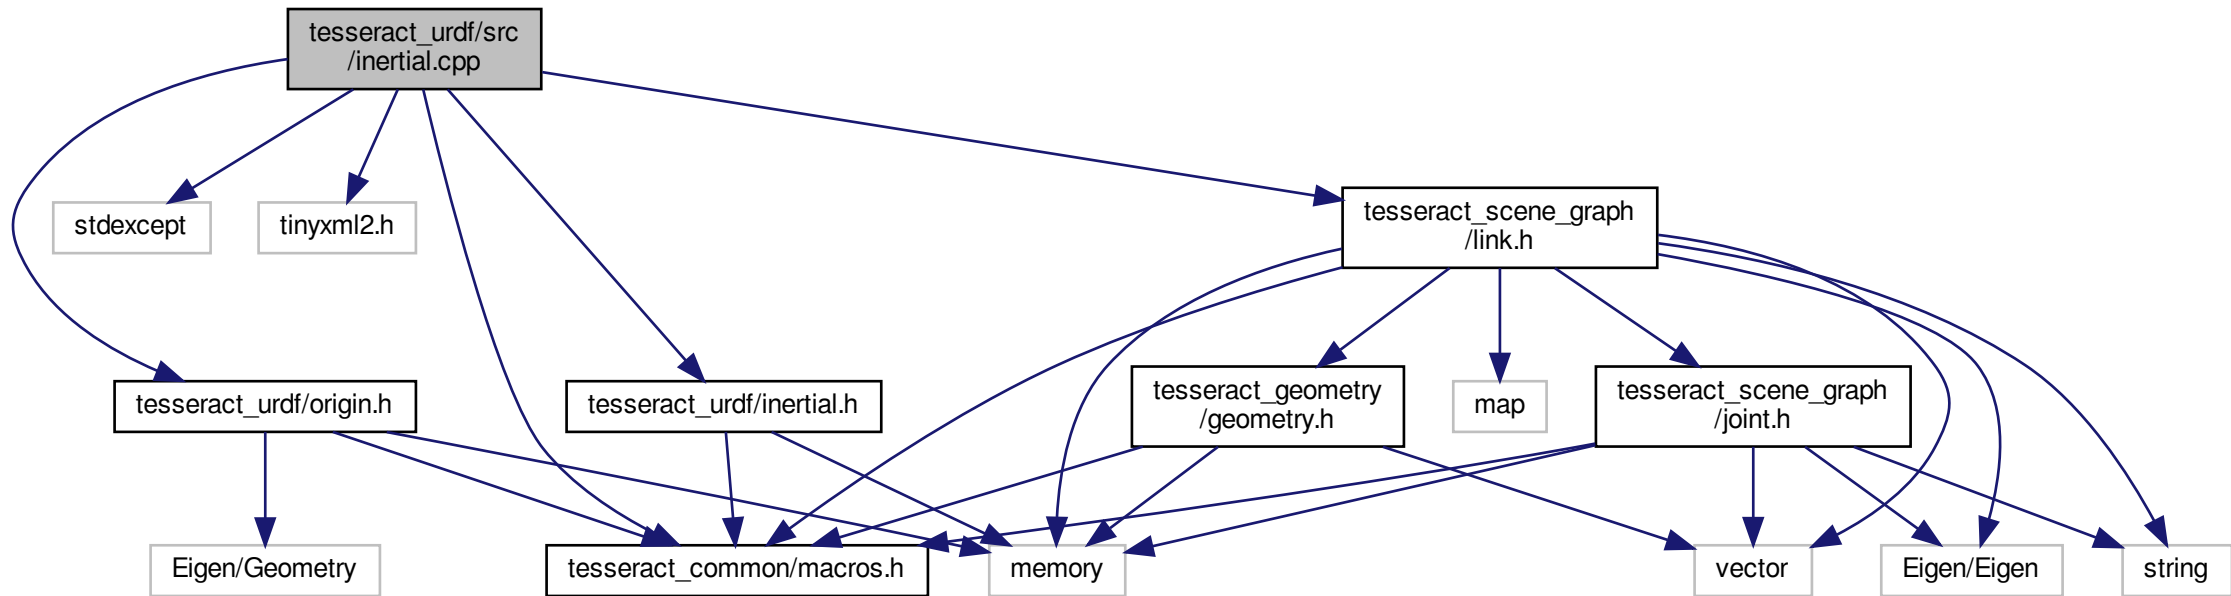 tesseract_urdf/src
/inertial.cpp
stdexcept
tinyxml2.h
tesseract_scene_graph
/link.h
tesseract_urdf/origin.h
tesseract_urdf/inertial.h
tesseract_geometry
/geometry.h
map
tesseract_scene_graph
/joint.h
Eigen/Geometry
tesseract_common/macros.h
memory
vector
Eigen/Eigen
string